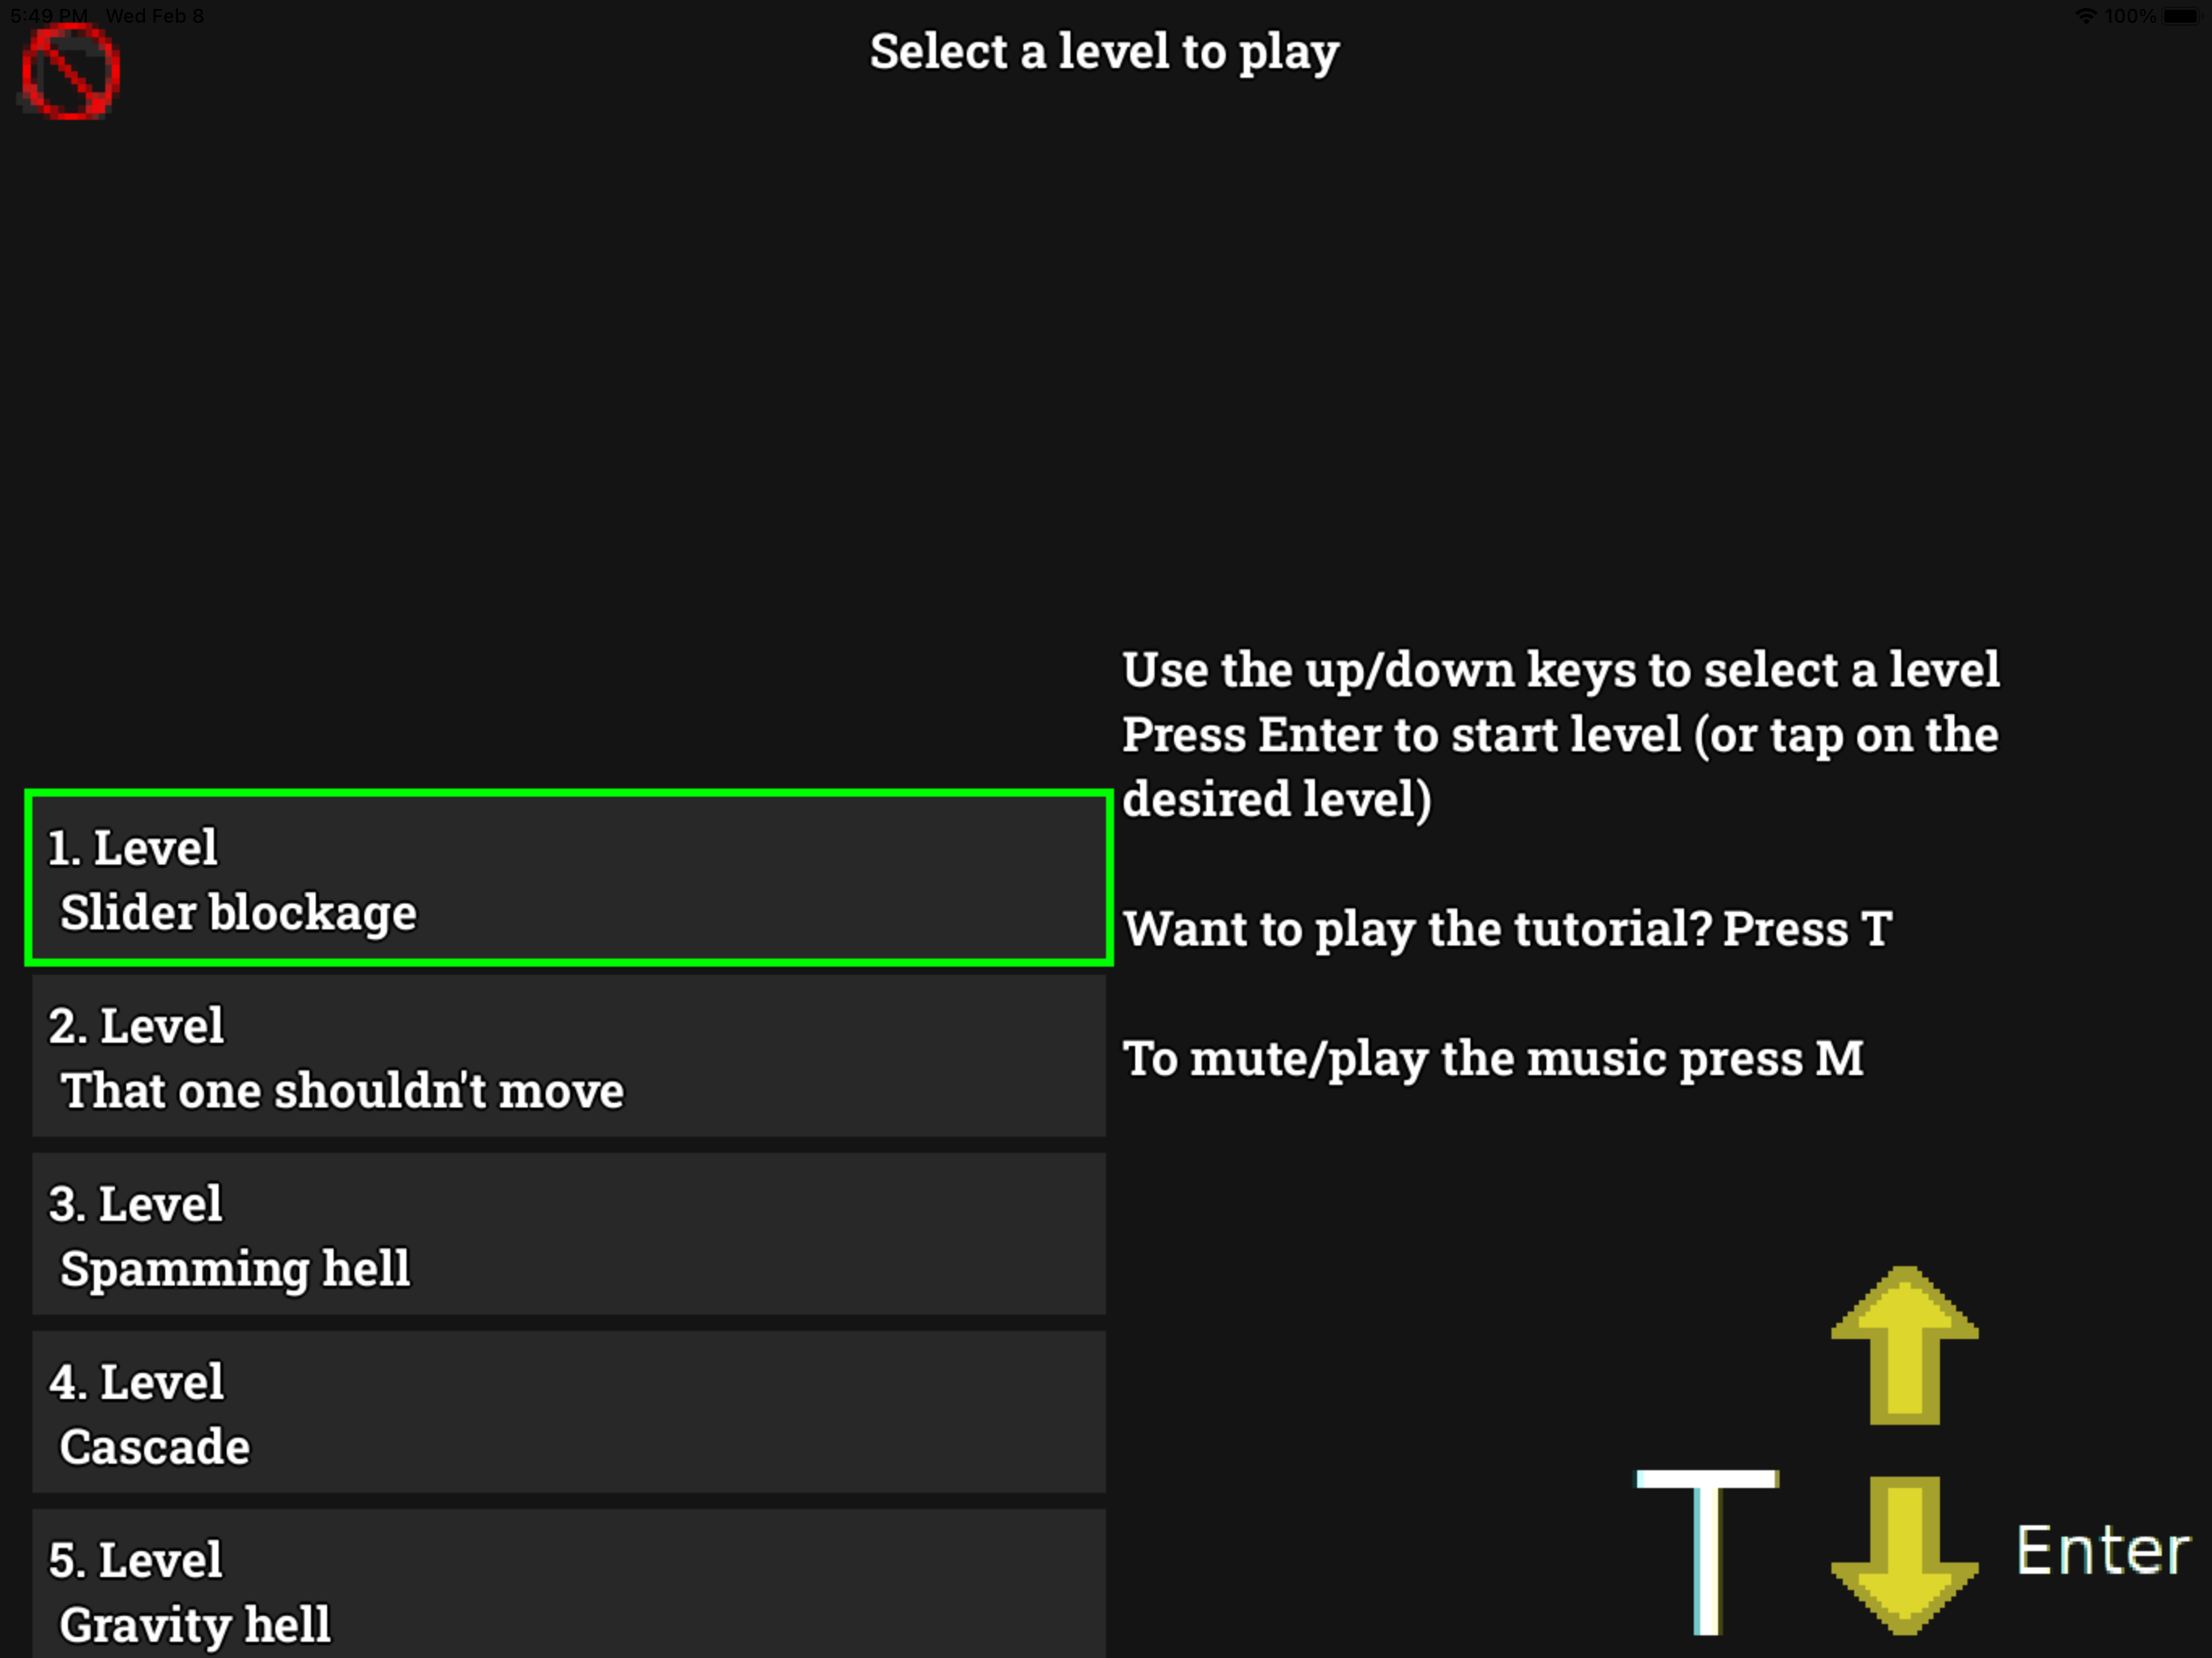 5:49 PM Wed Feb 8
100%
Select a level to play
Use the up/down keys to select a level
Press Enter to start level (or tap on the
desired level)
Want to play the tutorial? Press T
To mute/play the music press M
1. Level
Slider blockage
2. Level
That one shouldn't move
3. Level
Spamming hell
4. Level
Cascade
5. Level
Gravity hell
T
Enter